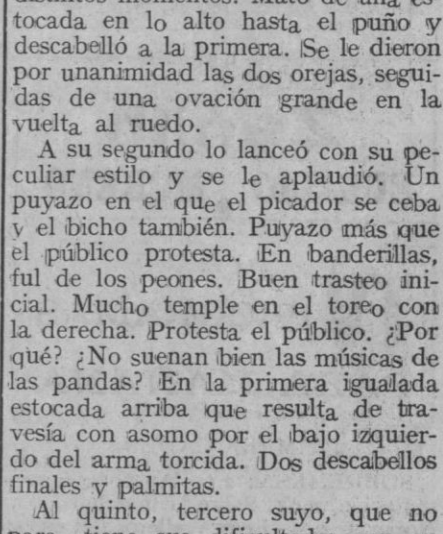 distintos momentos. Mató de una es-
tocada en lo alto hasta el puño y
descabelló a la primera. Se le dieron
por unanimidad las dos orejas, segui-
das de una ovación grande en la
vuelta al ruedo.
A su segundo lo lanceó con su pe-
culiar estilo y se le aplaudió. Un
puyazo en el que el picador se ceba
y el bicho también. Puyazo más que
el público protesta. En banderillas,
ful de los peones. Buen trasteo ini-
cial. Mucho temple en el toreo con
la derecha. Protesta el público. ¿Por
qué? ¿No suenan bien las músicas de
las pandas? En la primera igualada
estocada arriba que resulta de tra-
vesía con asomo por el bajo izquier-
do del arma torcida. Dos descabellos
finales y palmitas.
Al quinto, tercero suyo, que no